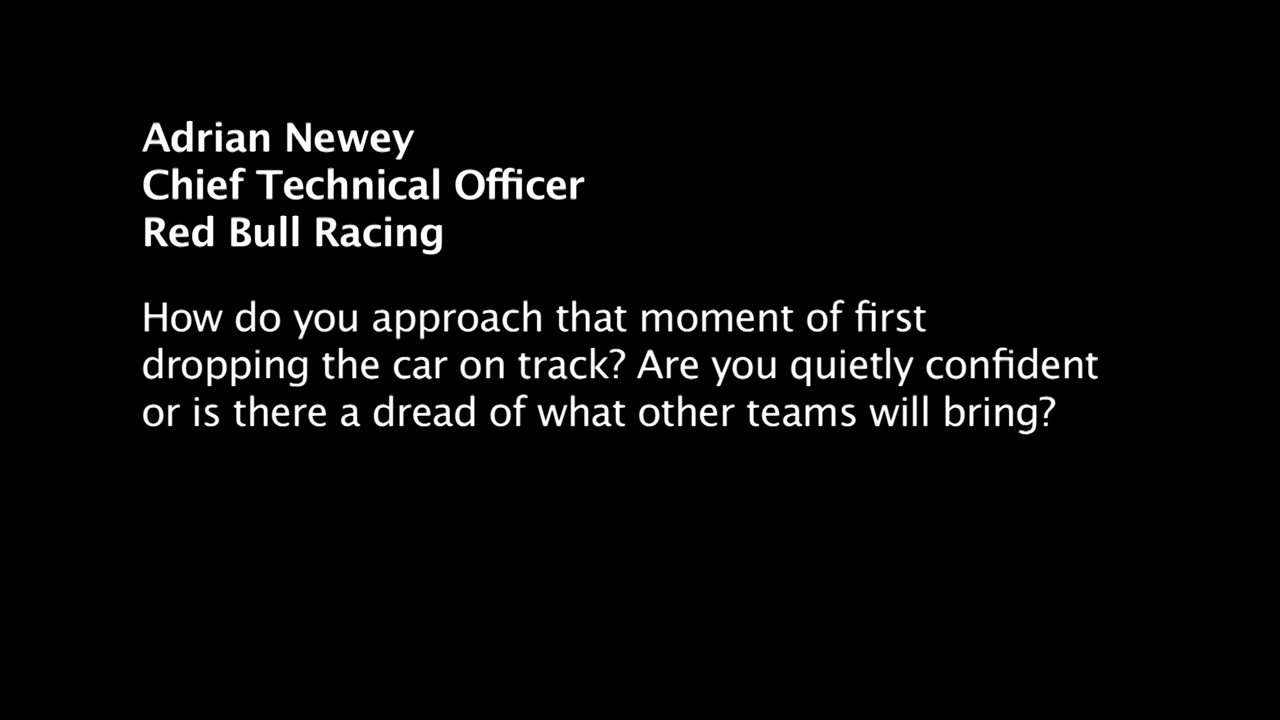 Adrian Newey
Chief Technical Officer
Red Bull Racing
How do you approach that moment of first
dropping the car on track? Are you quietly confident
or is there a dread of what other teams will bring?